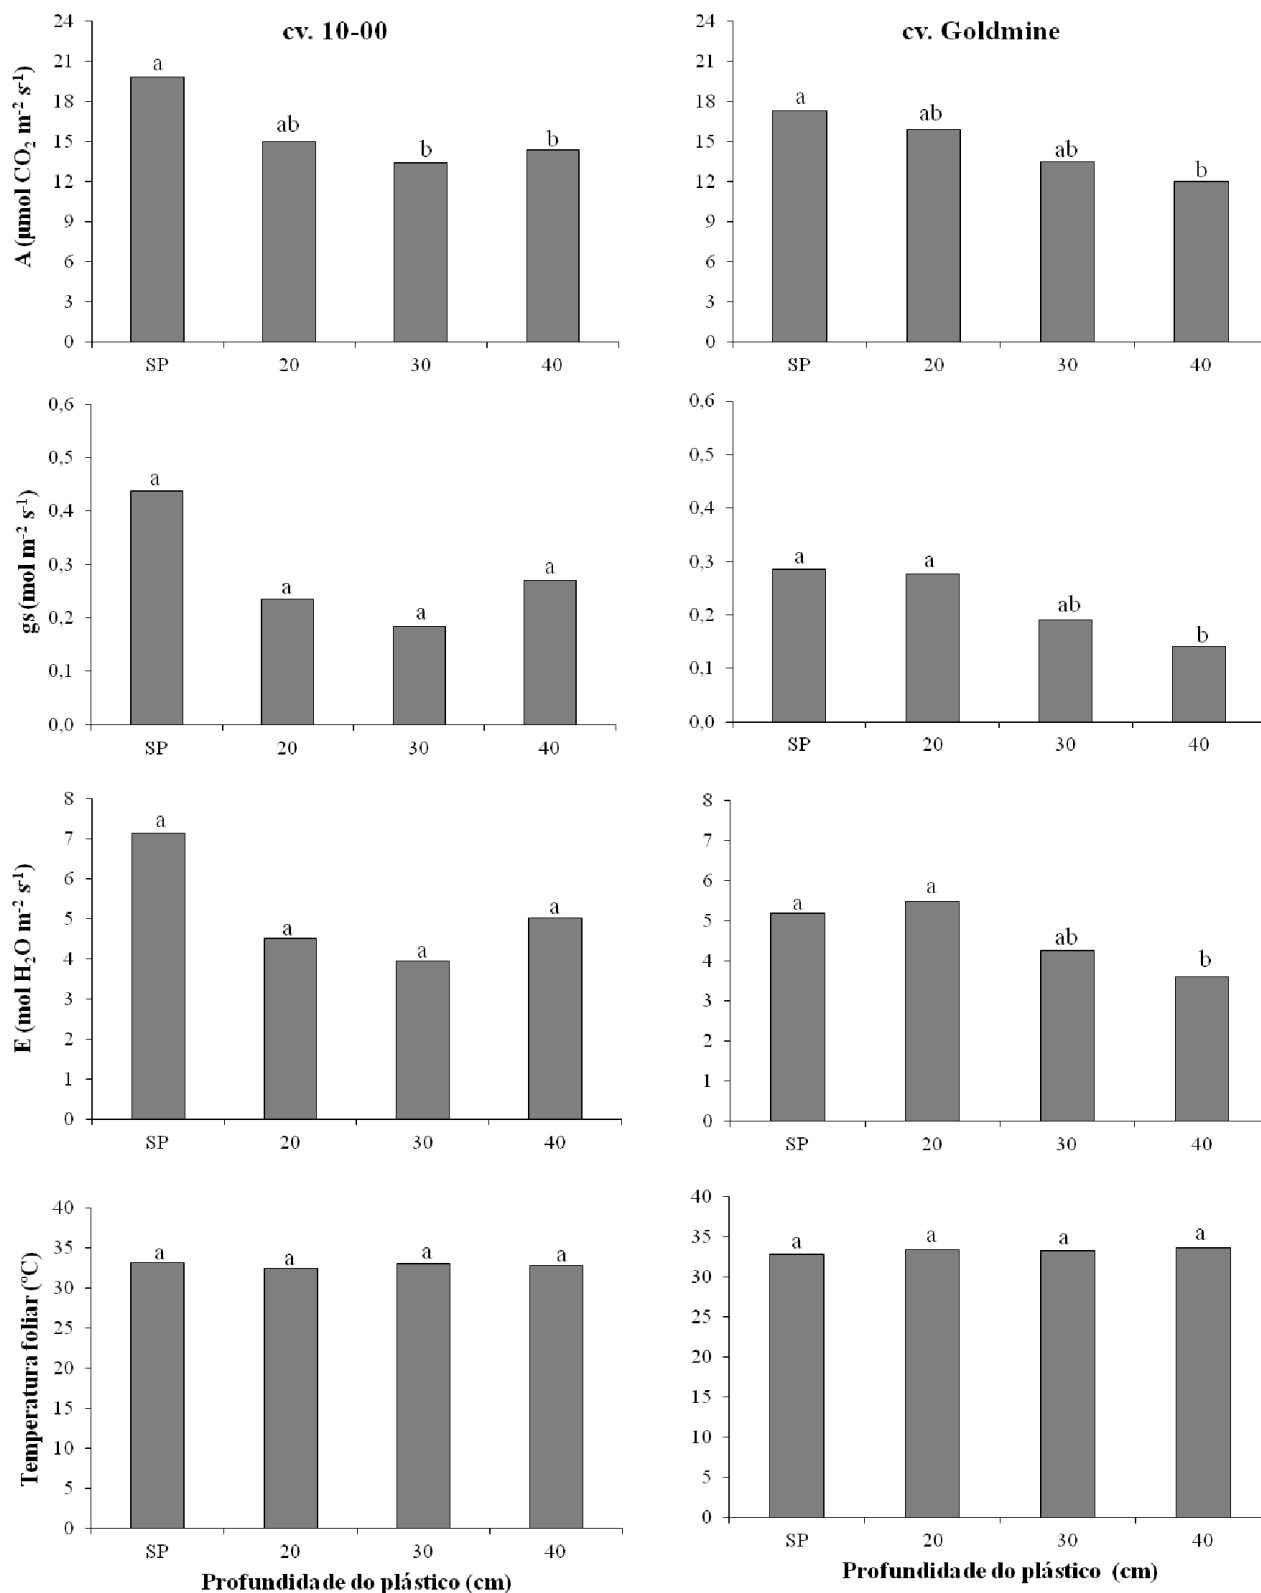 cv. 10-00
A (µmol CO₂ m⁻² s⁻¹)
24
21
18
15
12
9
6
3
0
a
ab
b
b
SP 20 30 40
cv. Goldmine
24
21
18
15
12
9
6
3
0
a
ab
ab
b
SP 20 30 40
gs (mol m⁻² s⁻¹)
0,6
0,5
0,4
0,3
0,2
0,1
0,0
a
a
a
a
SP 20 30 40
0,6
0,5
0,4
0,3
0,2
0,1
0,0
a
a
ab
b
SP 20 30 40
E (mol H₂O m⁻² s⁻¹)
8
7
6
5
4
3
2
1
0
a
a
a
a
SP 20 30 40
8
7
6
5
4
3
2
1
0
a
a
ab
b
SP 20 30 40
Temperatura foliar (ºC)
40
35
30
25
20
15
10
5
0
a
a
a
a
SP 20 30 40
Profundidade do plástico (cm)
40
35
30
25
20
15
10
5
0
a
a
a
a
SP 20 30 40
Profundidade do plástico (cm)